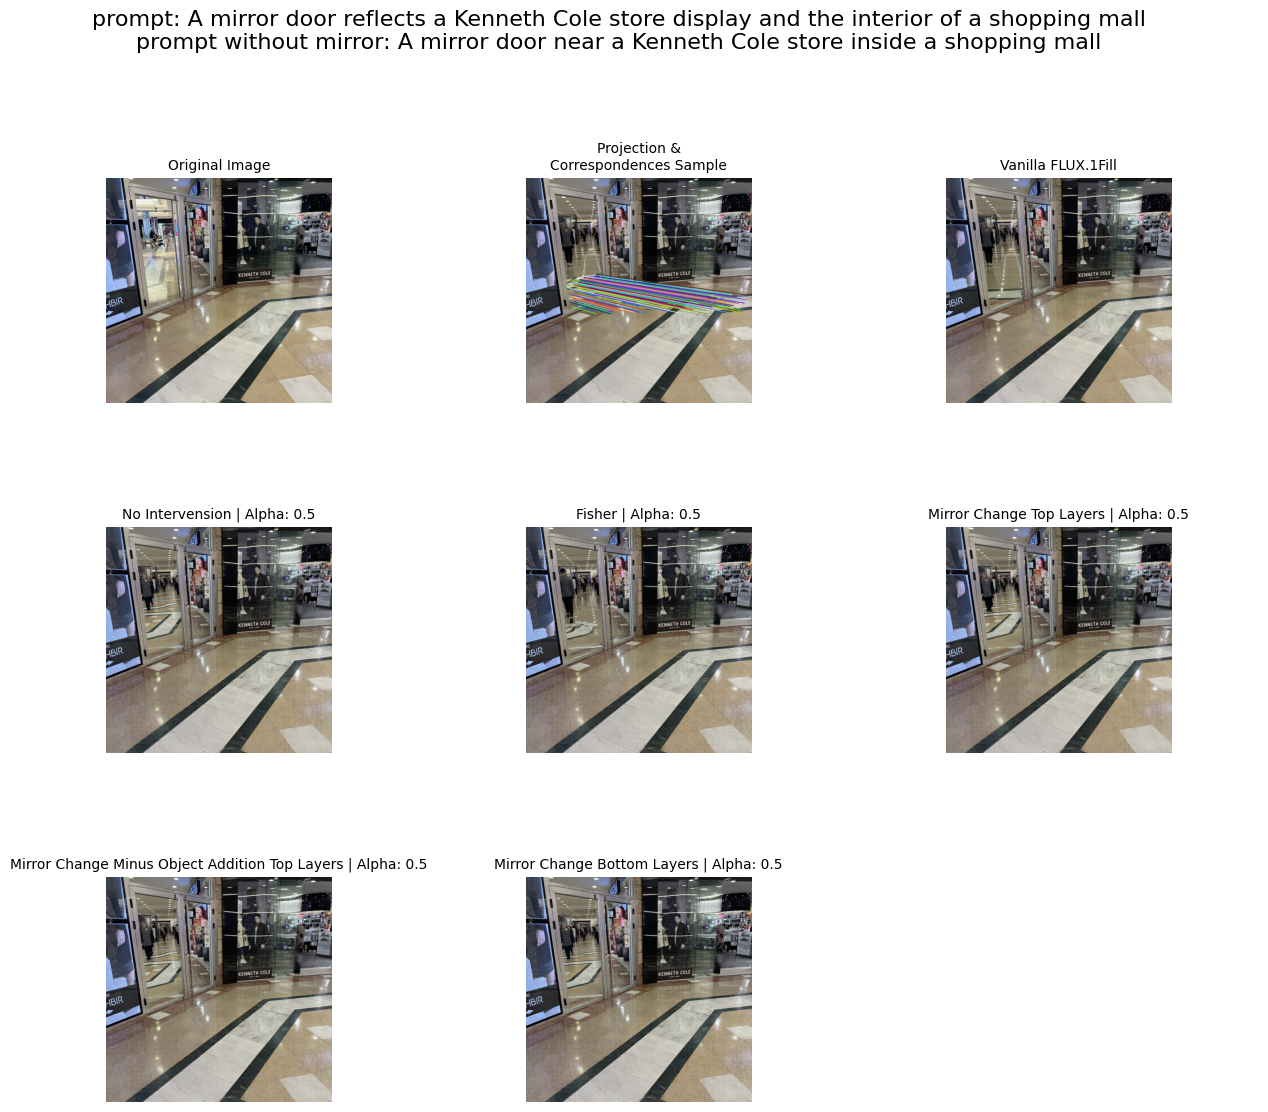 prompt: A mirror door reflects a Kenneth Cole store display and the interior of a shopping mall
prompt without mirror: A mirror door near a Kenneth Cole store inside a shopping mall
Original Image
Projection &
Correspondences Sample
Vanilla FLUX.1Fill
KENNETH COLE
HBIR
KENNETH COLE
HBIR
KENNETH COLE
HBIR
No Intervension | Alpha: 0.5
Fisher | Alpha: 0.5
Mirror Change Top Layers | Alpha: 0.5
KENNETH COLE
HBIR
KENNETH COLE
HBIR
KENNETH COLE
HBIR
Mirror Change Minus Object Addition Top Layers | Alpha: 0.5
Mirror Change Bottom Layers | Alpha: 0.5
KENNETH COLE
HBIR
KENNETH COLE
HBIR